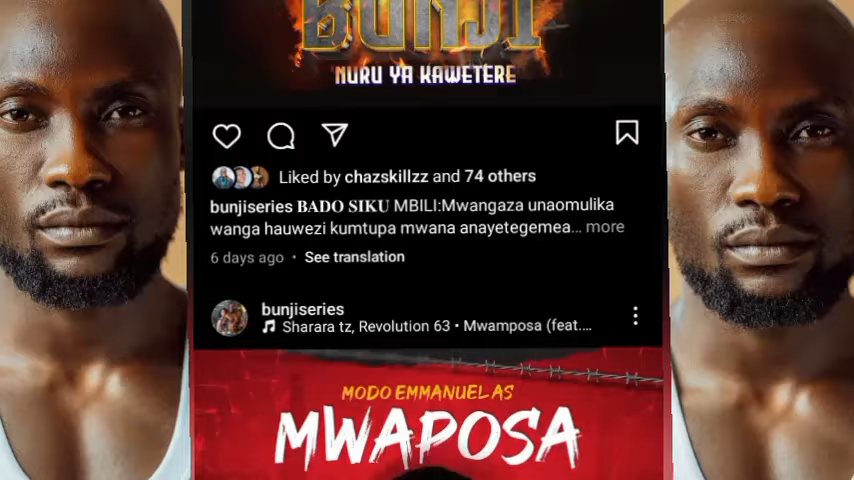 BUNJI
NURU YA KAWETERE
Liked by chazskillzz and 74 others
bunjiseries BADO SIKU MBILI:Mwangaza unaomulika
wanga hauwezi kumtupa mwana anayetegemea... more
6 days ago • See translation
bunjiseries
Sharara tz, Revolution 63 • Mwamposa (feat....
MODO EMMANUEL AS
MWAPOSA